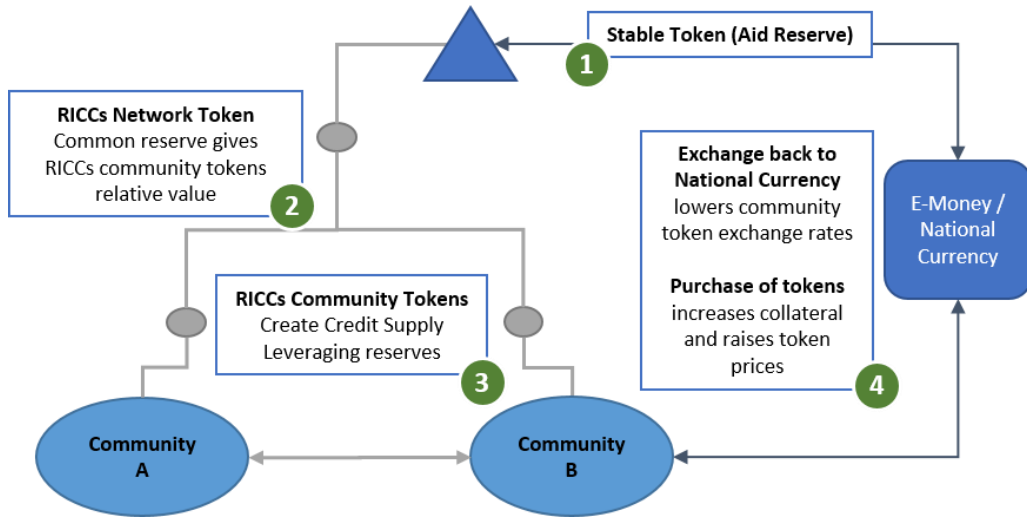 Stable Token (Aid Reserve)
1
RICCs Network Token
Common reserve gives
RICCs community tokens
relative value
2
Exchange back to
National Currency
lowers community
token exchange rates
Purchase of tokens
increases collateral
and raises token
prices
4
E-Money /
National
Currency
RICCs Community Tokens
Create Credit Supply
Leveraging reserves
3
Community
A
Community
B